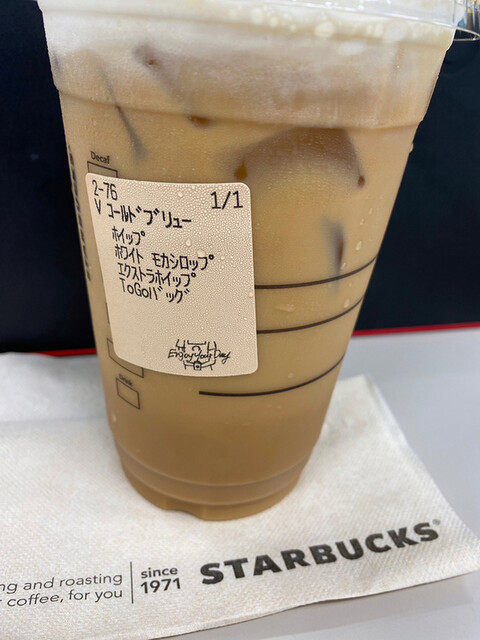 Decaf
2-76 1/1
V コールドブリュー
ホイップ
ホワイト モカシロップ
エクストラホイップ
ToGoバッグ
Enjoy Your Day
Drink
ng and roasting
coffee, for you
since
1971
STARBUCKS®